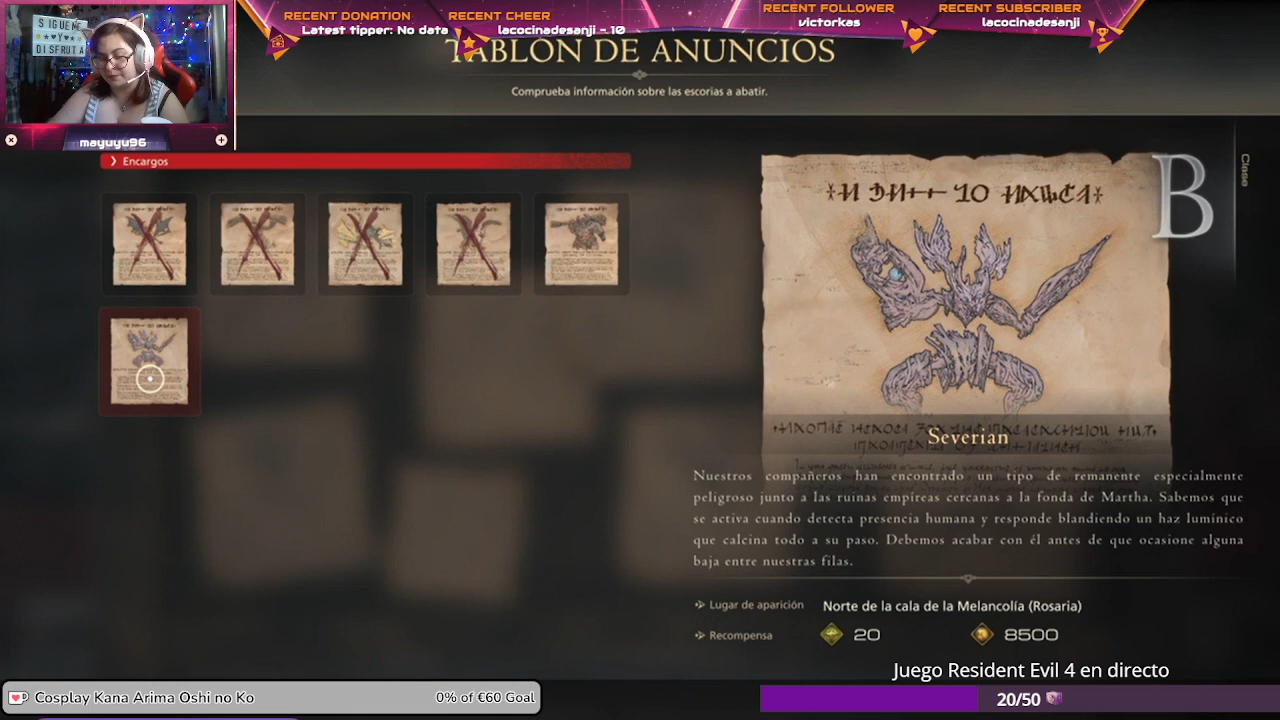 RECENT DONATION
Latest tipper: No data
RECENT CHEER
lacocinadesanji - 10
RECENT FOLLOWER
victorkas
RECENT SUBSCRIBER
lacocinadesanji
SIGUEME
Y
DISFRUTA
mayuyu96
TABLÓN DE ANUNCIOS
Comprueba información sobre las escorias a abatir.
Encargos
B
Clase
Severian
Nuestros compañeros han encontrado un tipo de remanente especialmente
peligroso junto a las ruinas empíreas cercanas a la fonda de Martha. Sabemos que
se activa cuando detecta presencia humana y responde blandiendo un haz lumínico
que calcina todo a su paso. Debemos acabar con él antes de que ocasione alguna
baja entre nuestras filas.
Lugar de aparición Norte de la cala de la Melancolía (Rosaria)
Recompensa 20 8500
Juego Resident Evil 4 en directo
Cosplay Kana Arima Oshi no Ko 0% of €60 Goal
20/50